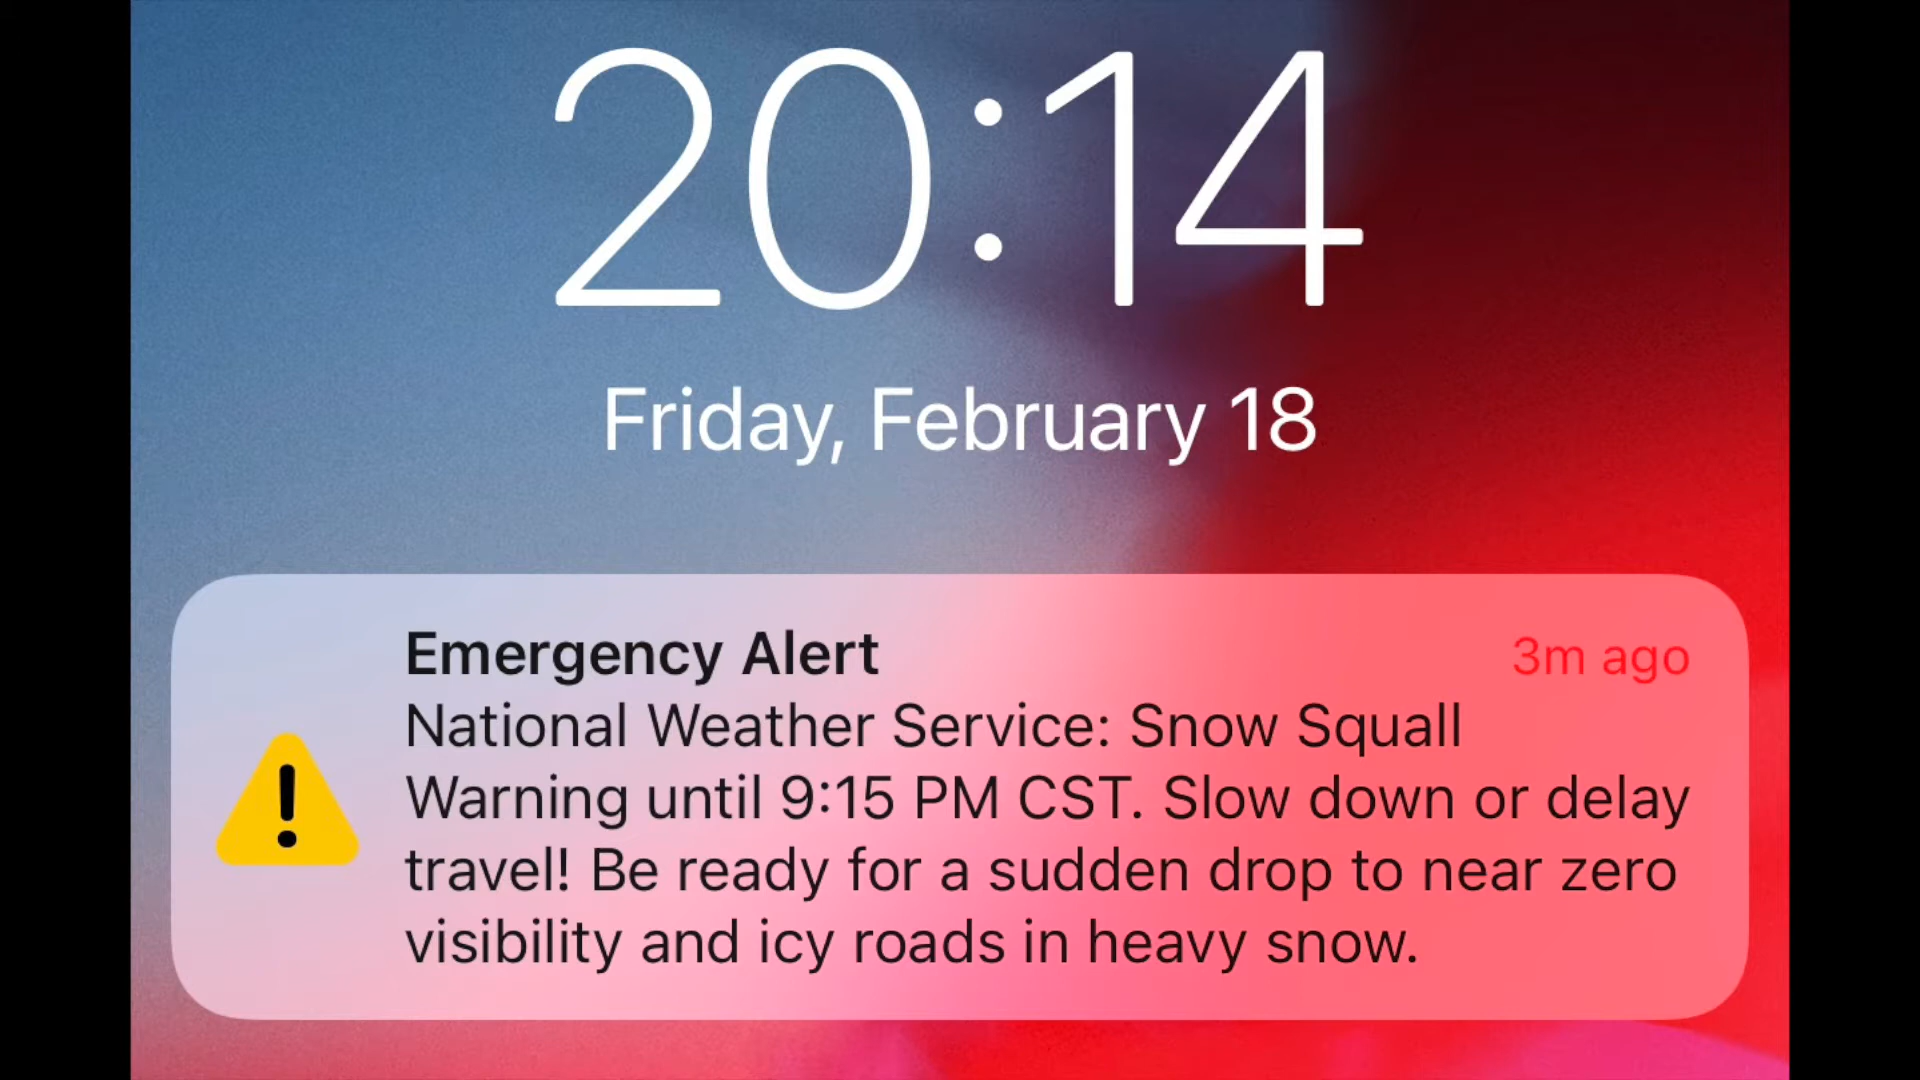 20:14
Friday, February 18
Emergency Alert
3m ago
National Weather Service: Snow Squall
Warning until 9:15 PM CST. Slow down or delay
travel! Be ready for a sudden drop to near zero
visibility and icy roads in heavy snow.